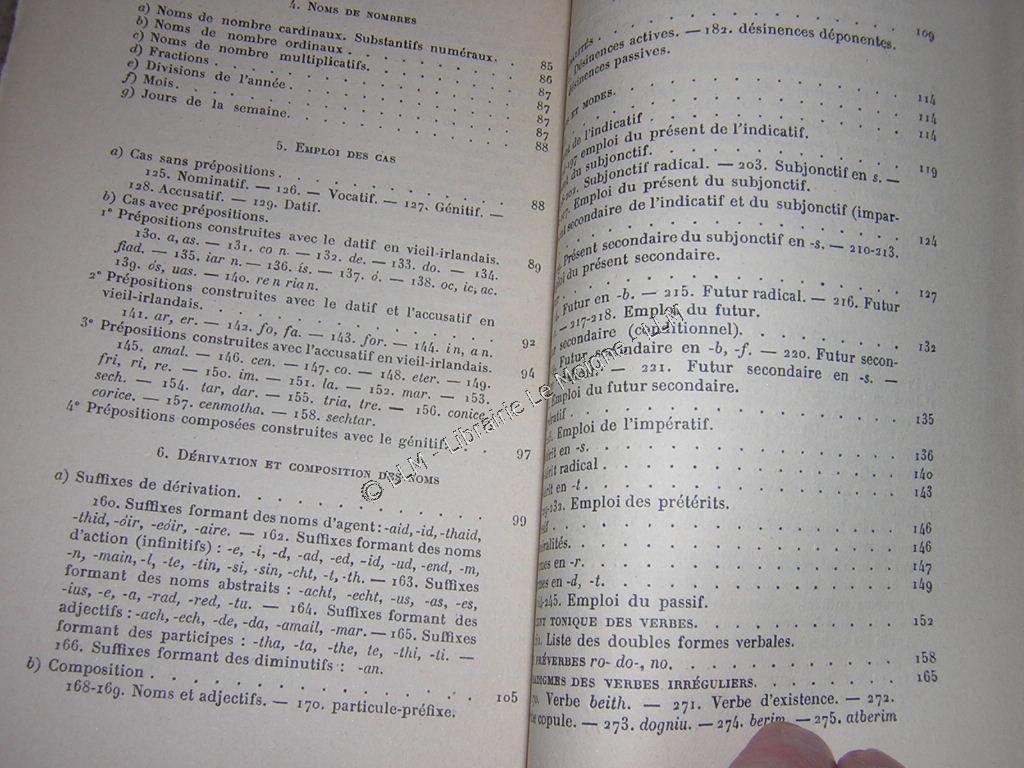 4. Noms de nombres
a) Noms de nombre cardinaux. Substantifs numéraux. . . 85
b) Noms de nombre ordinaux . . . . . . . . 86
c) Noms de nombre multiplicatifs. . . . . . . . 87
d) Fractions . . . . . . . . . . 87
e) Divisions de l'année. . . . . . . . . 87
f) Mois. . . . . . . . . . . 87
g) Jours de la semaine. . . . . . . . . 88
5. Emploi des cas
a) Cas sans prépositions . . . . . . . . . 88
125. Nominatif. — 126. — Vocatif. — 127. Génitif. —
128. Accusatif. — 129. Datif.
b) Cas avec prépositions.
1° Prépositions construites avec le datif en vieil-irlandais. 89
130. a, as. — 131. co n. — 132. de. — 133. do. — 134.
fiad. — 135. iar n. — 136. is. — 137. ó. — 138. oc, ic, ac.
139. ós, uas. — 140. re n rian.
2° Prépositions construites avec le datif et l'accusatif en
vieil-irlandais. . . . . . . . . . . 92
141. ar, er. — 142. fo, fa. — 143. for. — 144. in, an.
3° Prépositions construites avec l'accusatif en vieil-irlandais. 94
145. amal. — 146. cen. — 147. co. — 148. eter. — 149.
fri, ri, re. — 150. im. — 151. la. — 152. mar. — 153.
sech. — 154. tar, dar. — 155. tria, tre. — 156. conice,
corice. — 157. cenmotha. — 158. sechtar.
4° Prépositions composées construites avec le génitif. . . 97
6. Dérivation et composition des noms
a) Suffixes de dérivation. . . . . . . . . 99
160. Suffixes formant des noms d'agent : -aid, -id, -thaid,
-thid, -óir, -eóir, -aire. — 162. Suffixes formant des noms
d'action (infinitifs) : -e, -i, -d, -ad, -ed, -id, -ud, -end, -m,
-n, -main, -l, -te, -tin, -si, -sin, -cht, -t, -th. — 163. Suffixes
formant des noms abstraits : -acht, -echt, -us, -as, -es,
-ius, -e, -a, -rad, -red, -tu. — 164. Suffixes formant des
adjectifs : -ach, -ech, -de, -da, -amail, -mar. — 165. Suffixes
formant des participes : -tha, -ta, -the, te, -thi, -ti. —
166. Suffixes formant des diminutifs : -an.
b) Composition . . . . . . . . . . . 105
168-169. Noms et adjectifs. — 170. particule-préfixe.
© LLM - Librairie Le Moigne - LLM
109
Désinences actives. — 182. désinences déponentes.
désinences passives.
114
et modes. 114
de l'indicatif . . . . . . . . 114
197 emploi du présent de l'indicatif.
du subjonctif. . . . . . . . . 119
Subjonctif radical. — 203. Subjonctif en s. —
Emploi du présent du subjonctif.
secondaire de l'indicatif et du subjonctif (impar-
124
Présent secondaire du subjonctif en -s. — 210-213.
du présent secondaire.
127
Futur en -b. — 215. Futur radical. — 216. Futur
— 217-218. Emploi du futur.
secondaire (conditionnel). . . . . . 132
Futur secondaire en -b, -f. — 220. Futur secon-
— 221. Futur secondaire en -s. —
Emploi du futur secondaire.
135
Emploi de l'impératif.
en -s. . . . . . . . . . 136
radical . . . . . . . . . 140
en -t . . . . . . . . . 143
232. Emploi des prétérits.
146
146
en -r. . . . . . . . . . 147
en -d, -t. . . . . . . . . . 149
245. Emploi du passif.
tonique des verbes. . . . . . . . 152
Liste des doubles formes verbales.
préverbes ro- do-, no. . . . . . . . 158
des verbes irréguliers. . . . . . . 165
Verbe beith. — 271. Verbe d'existence. — 272.
copule. — 273. dogniu. — 274. berim. — 275. atberim